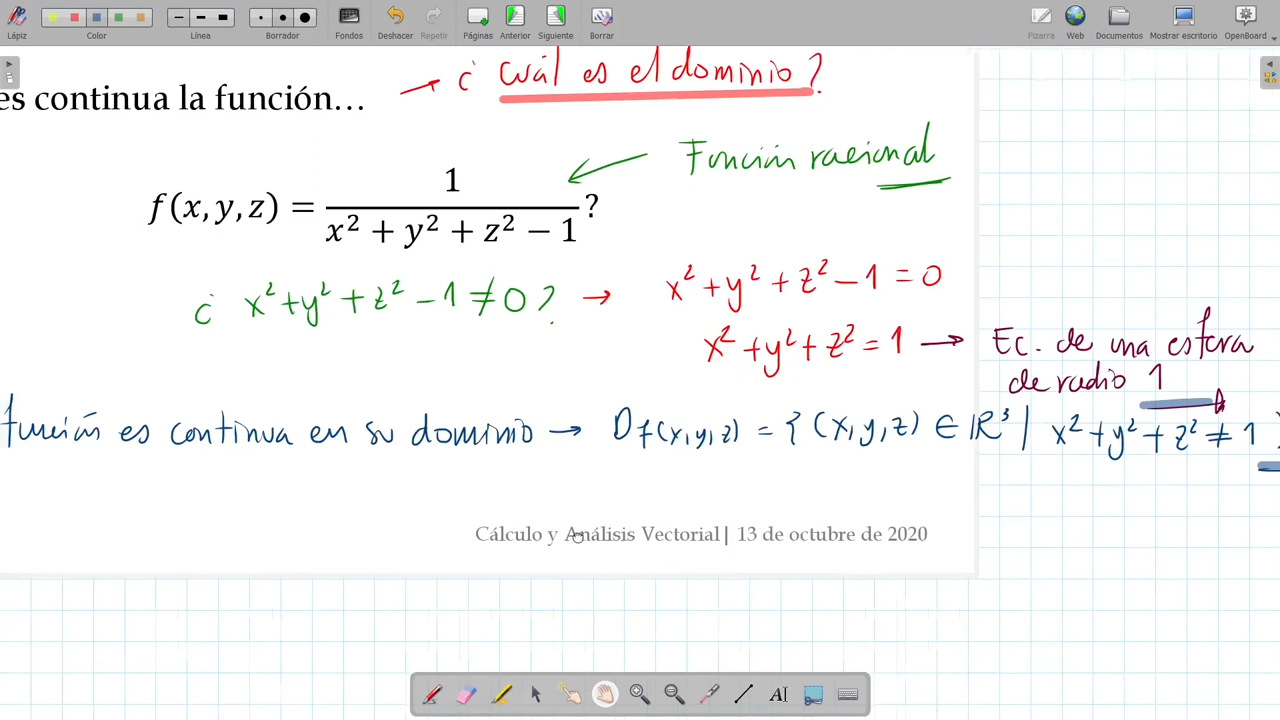 Lápiz Color Línea Borrador Fondos Deshacer Repetir Páginas Anterior Siguiente Borrar Pizarra Web Documentos Mostrar escritorio OpenBoard
→ ¿ Cuál es el dominio?
es continua la función…
Función racional
f(x, y, z) = 1 / (x² + y² + z² − 1) ?
¿ x² + y² + z² − 1 ≠ 0 ? → x² + y² + z² − 1 = 0
x² + y² + z² = 1 → Ec. de una esfera
de radio 1
función es continua en su dominio → Df(x,y,z) = { (x,y,z) ∈ ℝ³ | x² + y² + z² ≠ 1 }
Cálculo y Análisis Vectorial| 13 de octubre de 2020
AI